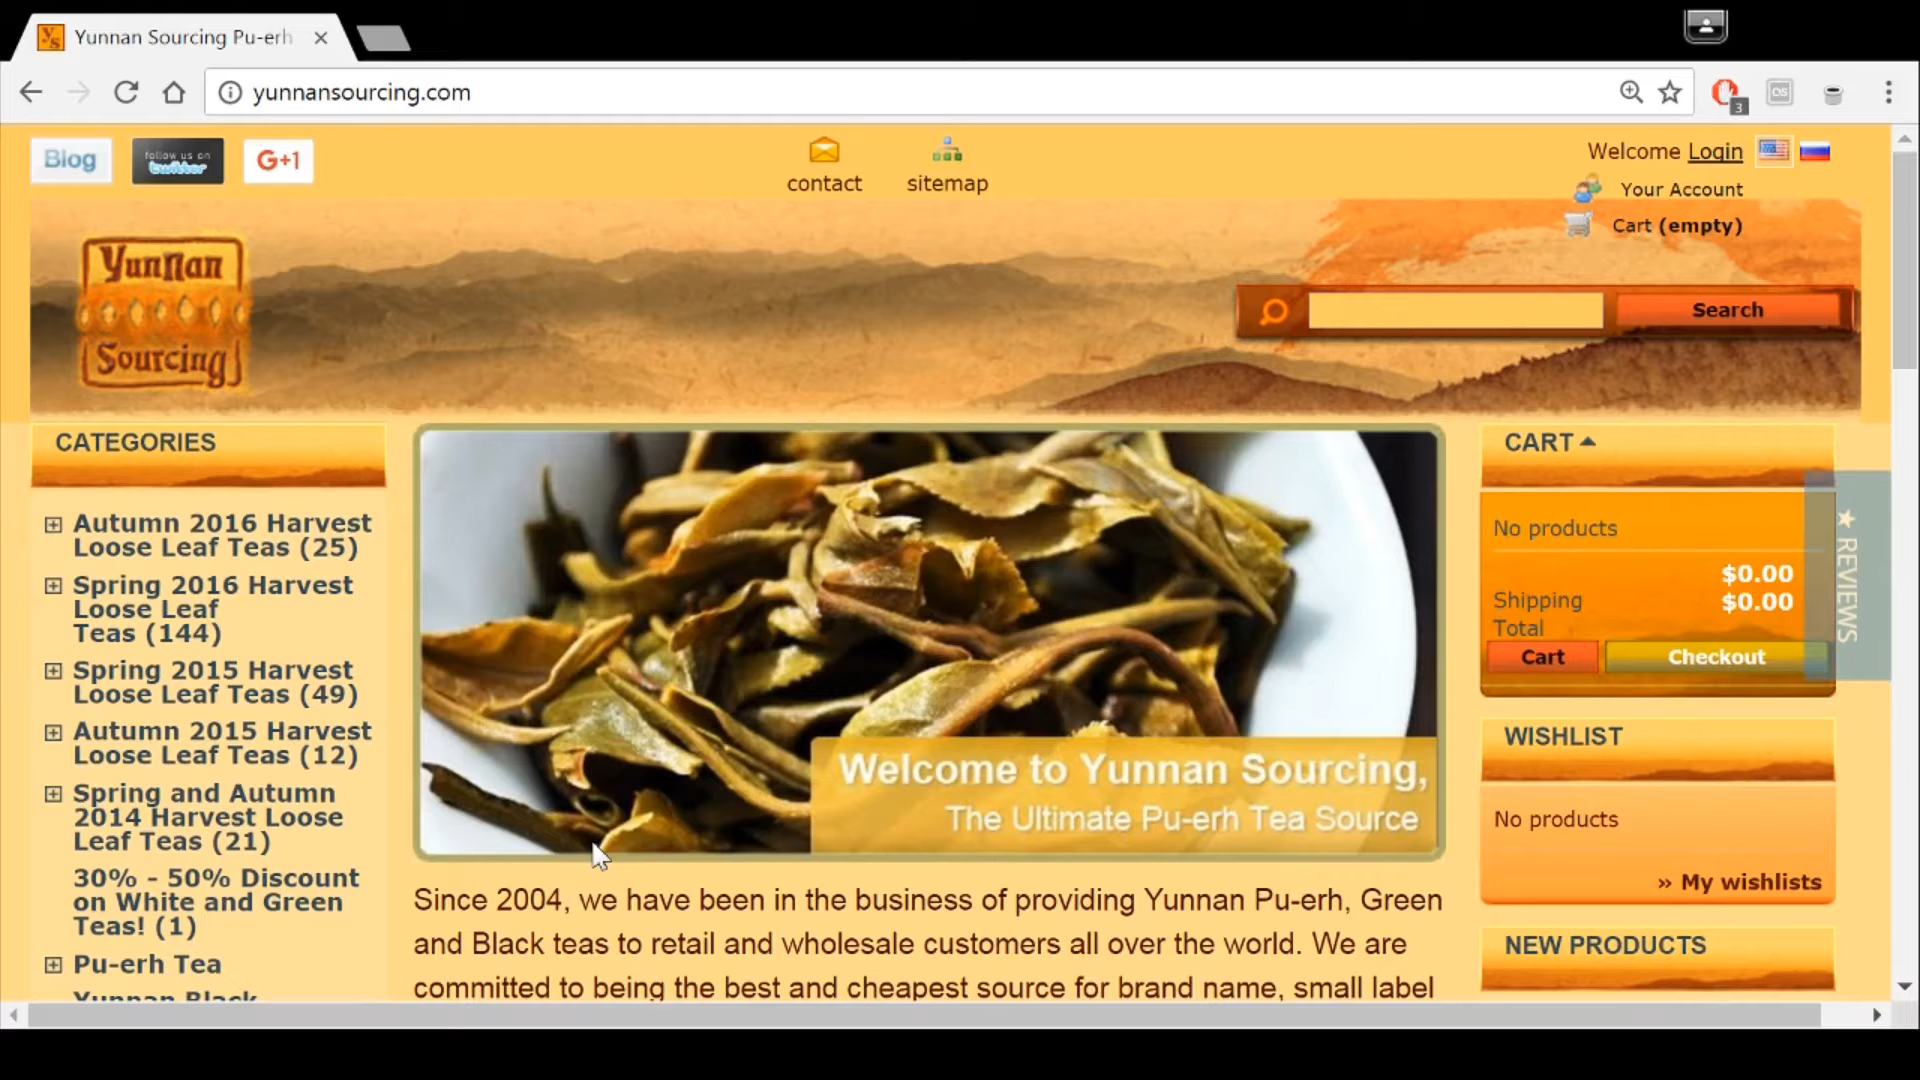 Yunnan Sourcing Pu-erh
yunnansourcing.com
3
Blog
follow us on
twitter
G+1
contact
sitemap
Welcome Login
Your Account
Cart (empty)
Yunnan
Sourcing
Search
CATEGORIES
Autumn 2016 Harvest
Loose Leaf Teas (25)
Spring 2016 Harvest
Loose Leaf
Teas (144)
Spring 2015 Harvest
Loose Leaf Teas (49)
Autumn 2015 Harvest
Loose Leaf Teas (12)
Spring and Autumn
2014 Harvest Loose
Leaf Teas (21)
30% - 50% Discount
on White and Green
Teas! (1)
Pu-erh Tea
Yunnan Black
Welcome to Yunnan Sourcing,
The Ultimate Pu-erh Tea Source
Since 2004, we have been in the business of providing Yunnan Pu-erh, Green
and Black teas to retail and wholesale customers all over the world. We are
committed to being the best and cheapest source for brand name, small label
CART
No products
$0.00
Shipping $0.00
Total
Cart
Checkout
★ REVIEWS
WISHLIST
No products
» My wishlists
NEW PRODUCTS